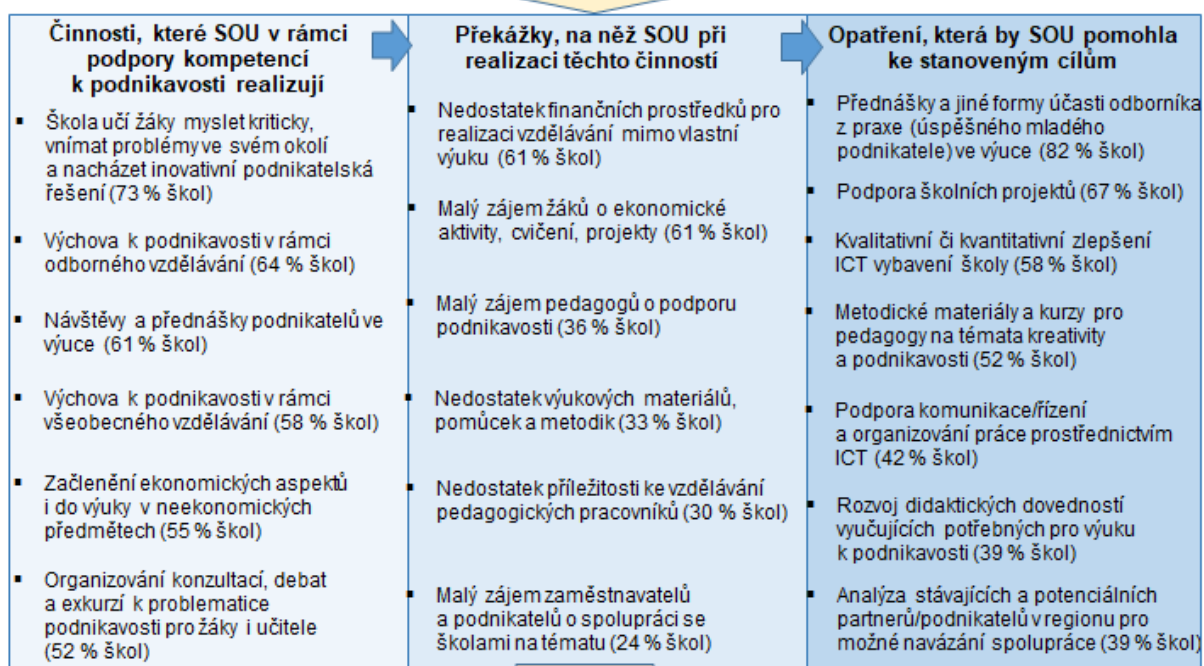 Činnosti, které SOU v rámci
podpory kompetencí
k podnikavosti realizují
▪ Škola učí žáky myslet kriticky,
vnímat problémy ve svém okolí
a nacházet inovativní podnikatelská
řešení (73 % škol)
▪ Výchova k podnikavosti v rámci
odborného vzdělávání (64 % škol)
▪ Návštěvy a přednášky podnikatelů ve
výuce (61 % škol)
▪ Výchova k podnikavosti v rámci
všeobecného vzdělávání (58 % škol)
▪ Začlenění ekonomických aspektů
i do výuky v neekonomických
předmětech (55 % škol)
▪ Organizování konzultací, debat
a exkurzí k problematice
podnikavosti pro žáky i učitele
(52 % škol)
Překážky, na něž SOU při
realizaci těchto činností
▪ Nedostatek finančních prostředků pro
realizaci vzdělávání mimo vlastní
výuku (61 % škol)
▪ Malý zájem žáků o ekonomické
aktivity, cvičení, projekty (61 % škol)
▪ Malý zájem pedagogů o podporu
podnikavosti (36 % škol)
▪ Nedostatek výukových materiálů,
pomůcek a metodik (33 % škol)
▪ Nedostatek příležitosti ke vzdělávání
pedagogických pracovníků (30 % škol)
▪ Malý zájem zaměstnavatelů
a podnikatelů o spolupráci se
školami na tématu (24 % škol)
Opatření, která by SOU pomohla
ke stanoveným cílům
▪ Přednášky a jiné formy účasti odborníka
z praxe (úspěšného mladého
podnikatele) ve výuce (82 % škol)
▪ Podpora školních projektů (67 % škol)
▪ Kvalitativní či kvantitativní zlepšení
ICT vybavení školy (58 % škol)
▪ Metodické materiály a kurzy pro
pedagogy na témata kreativity
a podnikavosti (52 % škol)
▪ Podpora komunikace/řízení
a organizování práce prostřednictvím
ICT (42 % škol)
▪ Rozvoj didaktických dovedností
vyučujících potřebných pro výuku
k podnikavosti (39 % škol)
▪ Analýza stávajících a potenciálních
partnerů/podnikatelů v regionu pro
možné navázání spolupráce (39 % škol)